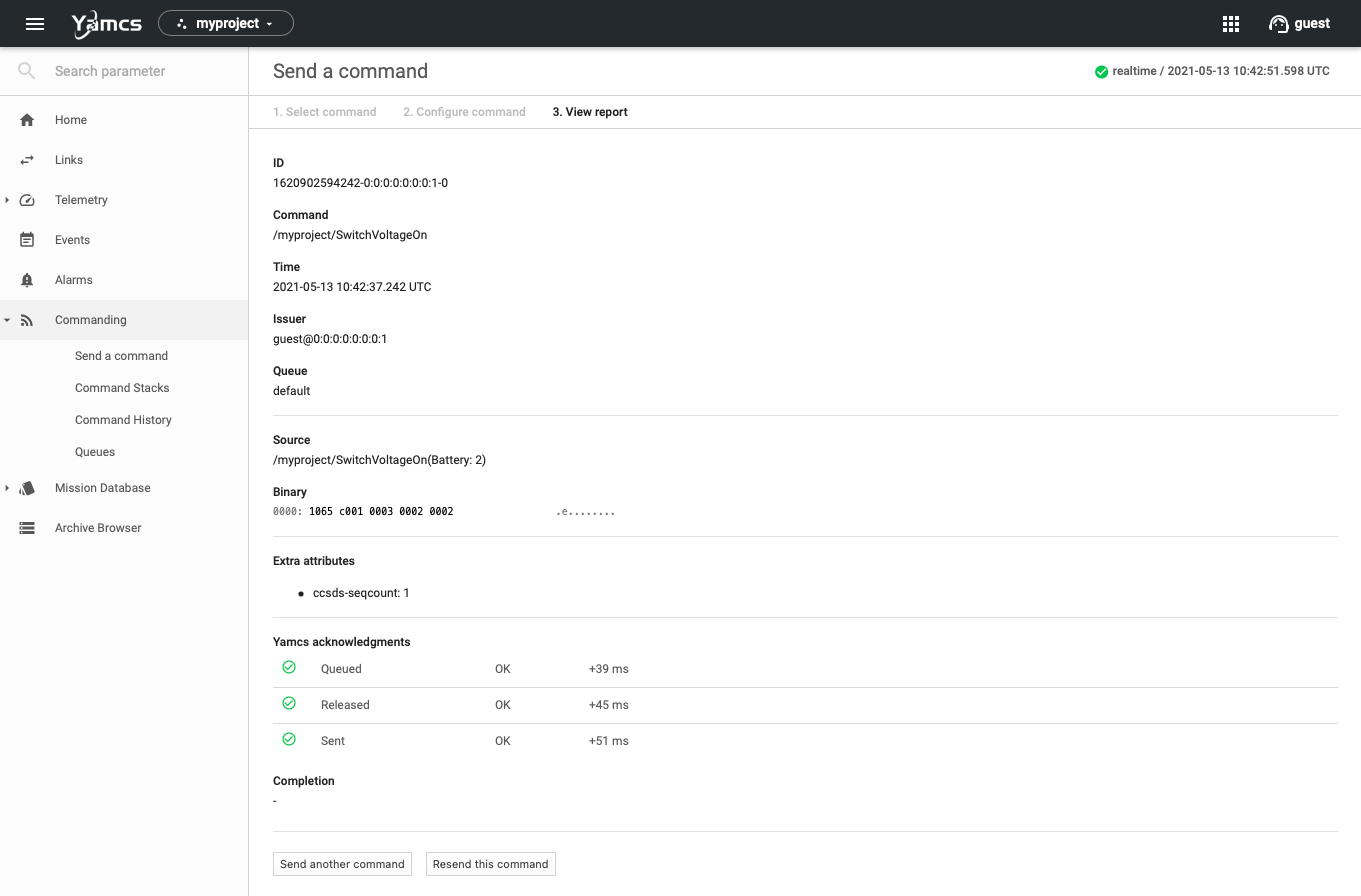 Yamcs myproject guest
Search parameter
Send a command
realtime / 2021-05-13 10:42:51.598 UTC
Home
Links
Telemetry
Events
Alarms
Commanding
Send a command
Command Stacks
Command History
Queues
Mission Database
Archive Browser
1. Select command 2. Configure command 3. View report
ID
1620902594242-0:0:0:0:0:0:0:1-0
Command
/myproject/SwitchVoltageOn
Time
2021-05-13 10:42:37.242 UTC
Issuer
guest@0:0:0:0:0:0:0:1
Queue
default
Source
/myproject/SwitchVoltageOn(Battery: 2)
Binary
0000: 1065 c001 0003 0002 0002 .e........
Extra attributes
• ccsds-seqcount: 1
Yamcs acknowledgments
Queued OK +39 ms
Released OK +45 ms
Sent OK +51 ms
Completion
-
Send another command Resend this command